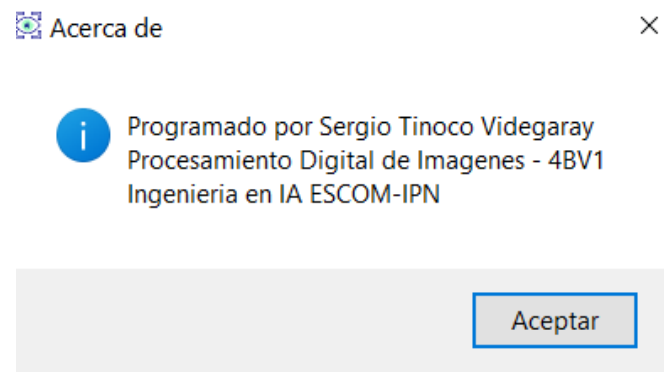 Acerca de
Programado por Sergio Tinoco Videgaray
Procesamiento Digital de Imagenes - 4BV1
Ingenieria en IA ESCOM-IPN
Aceptar